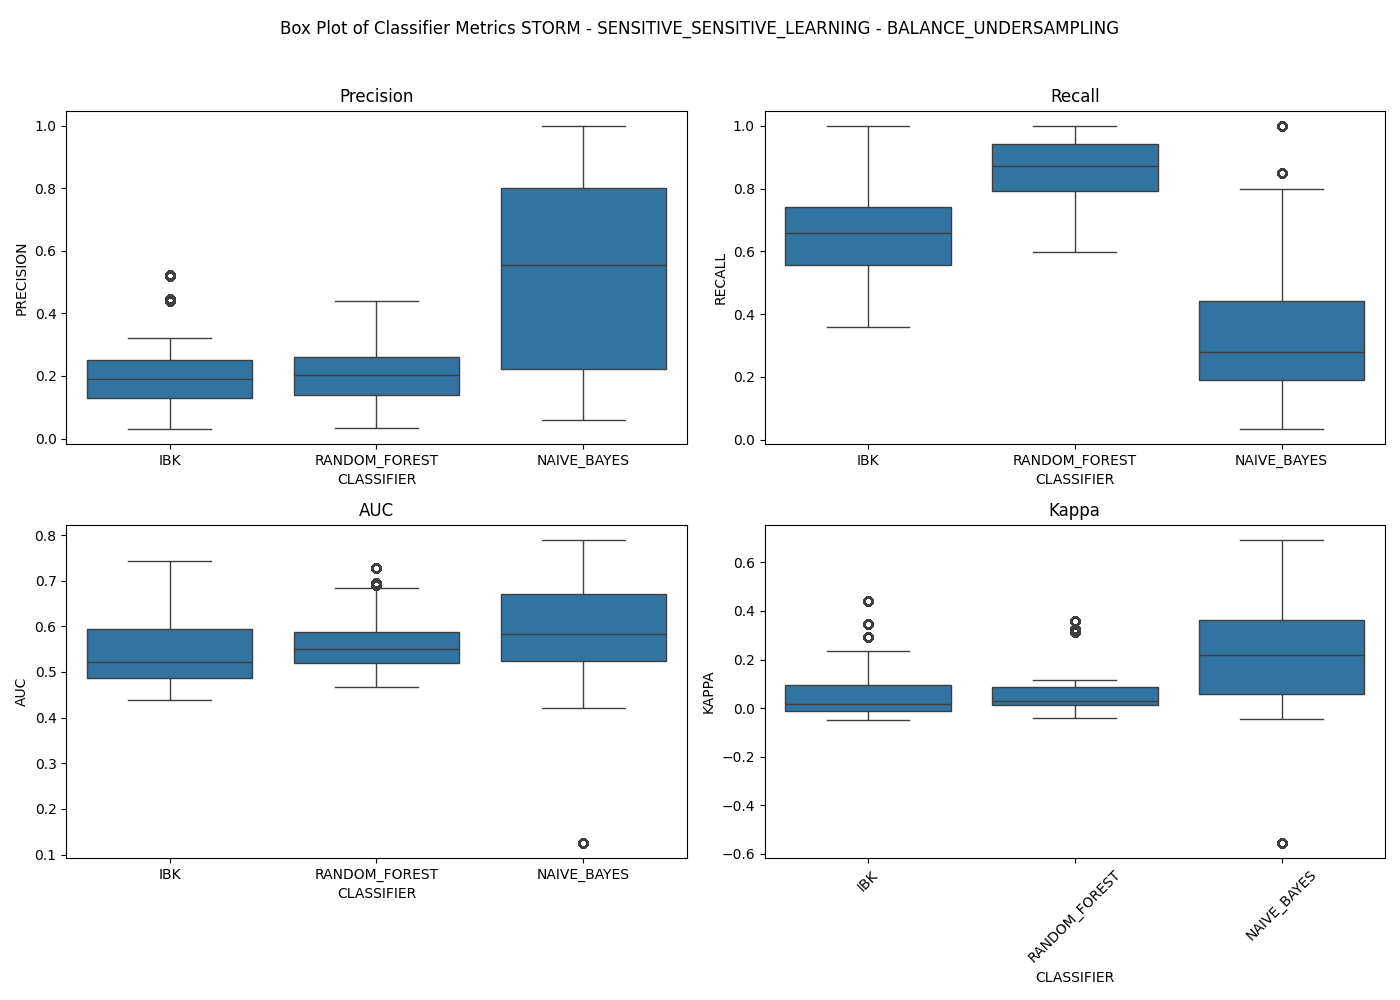 Box Plot of Classifier Metrics STORM - SENSITIVE_SENSITIVE_LEARNING - BALANCE_UNDERSAMPLING
Precision
PRECISION
1.0
0.8
0.6
0.4
0.2
0.0
IBK RANDOM_FOREST NAIVE_BAYES
CLASSIFIER
Recall
RECALL
1.0
0.8
0.6
0.4
0.2
0.0
IBK RANDOM_FOREST NAIVE_BAYES
CLASSIFIER
AUC
AUC
0.8
0.7
0.6
0.5
0.4
0.3
0.2
0.1
IBK RANDOM_FOREST NAIVE_BAYES
CLASSIFIER
Kappa
KAPPA
0.6
0.4
0.2
0.0
−0.2
−0.4
−0.6
IBK
RANDOM_FOREST
NAIVE_BAYES
CLASSIFIER